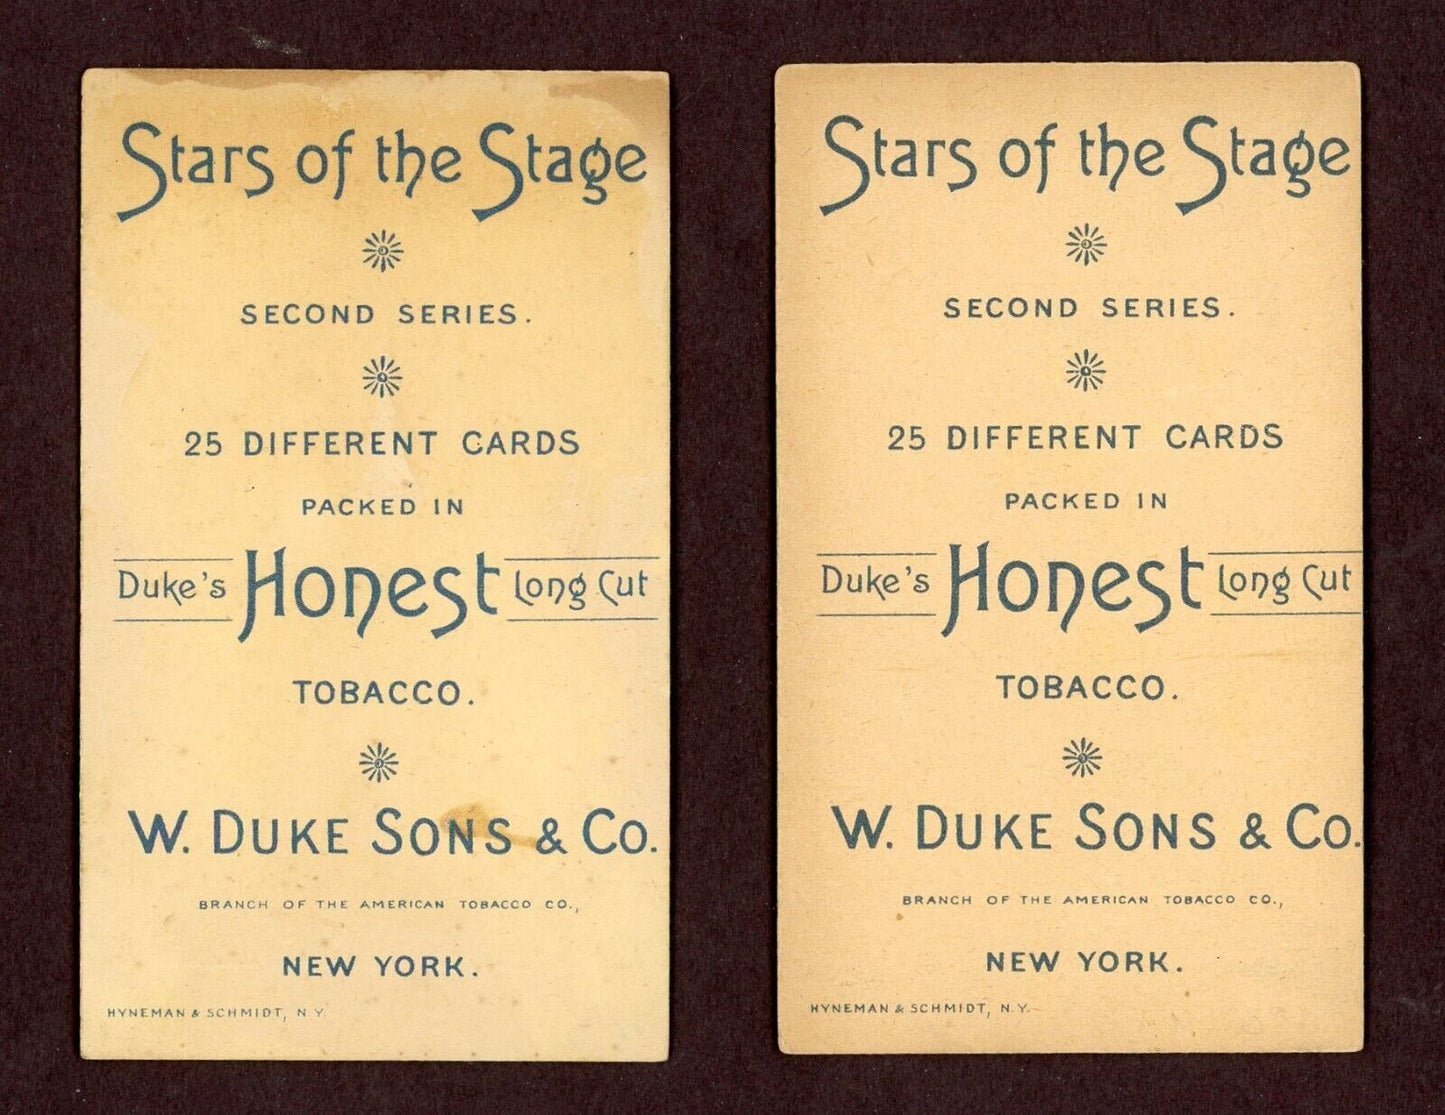 Stars of the Stage
SECOND SERIES.
25 DIFFERENT CARDS
PACKED IN
Duke's Honest Long Cut
TOBACCO.
W. DUKE SONS & CO.
BRANCH OF THE AMERICAN TOBACCO CO.,
NEW YORK.
HYNEMAN & SCHMIDT, N.Y.
Stars of the Stage
SECOND SERIES.
25 DIFFERENT CARDS
PACKED IN
Duke's Honest Long Cut
TOBACCO.
W. DUKE SONS & CO.
BRANCH OF THE AMERICAN TOBACCO CO.,
NEW YORK.
HYNEMAN & SCHMIDT, N.Y.